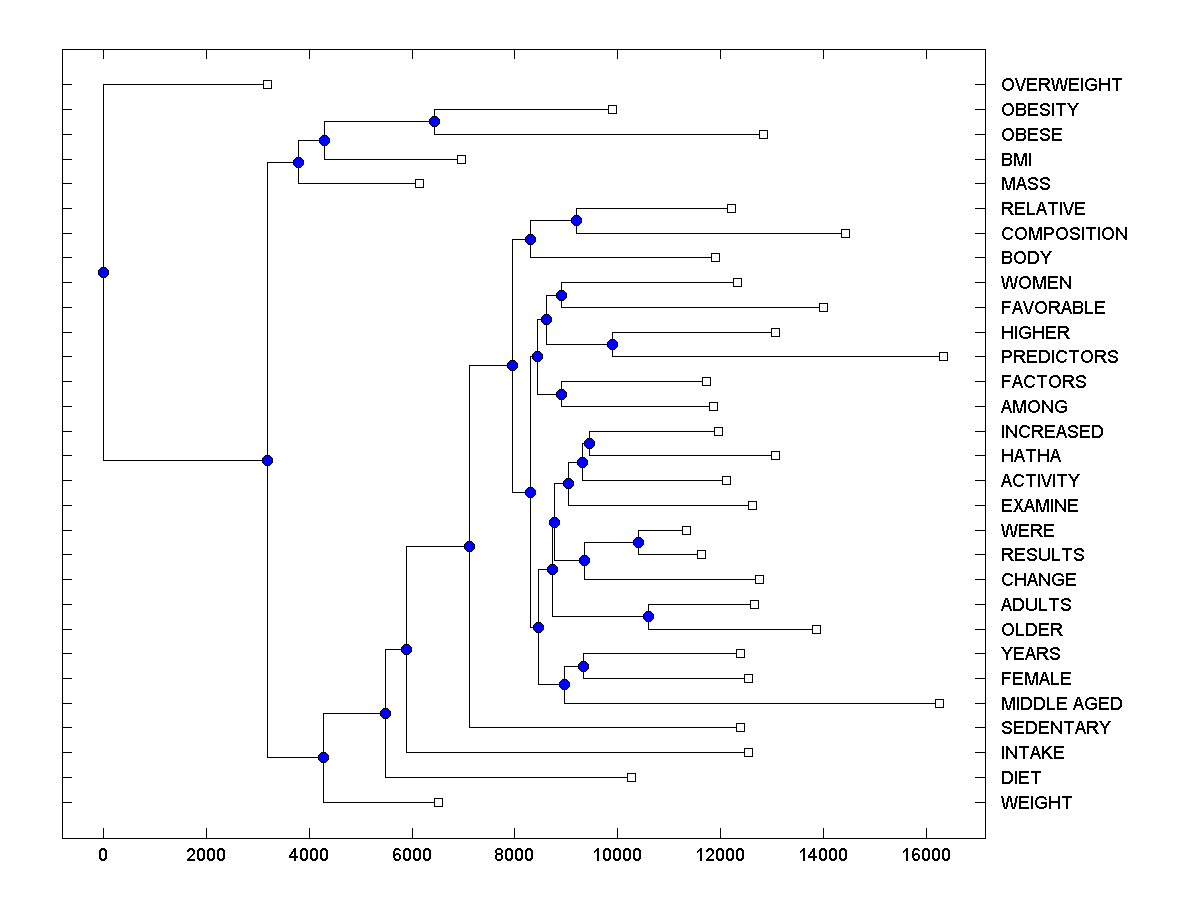 OVERWEIGHT
OBESITY
OBESE
BMI
MASS
RELATIVE
COMPOSITION
BODY
WOMEN
FAVORABLE
HIGHER
PREDICTORS
FACTORS
AMONG
INCREASED
HATHA
ACTIVITY
EXAMINE
WERE
RESULTS
CHANGE
ADULTS
OLDER
YEARS
FEMALE
MIDDLE AGED
SEDENTARY
INTAKE
DIET
WEIGHT
0 2000 4000 6000 8000 10000 12000 14000 16000